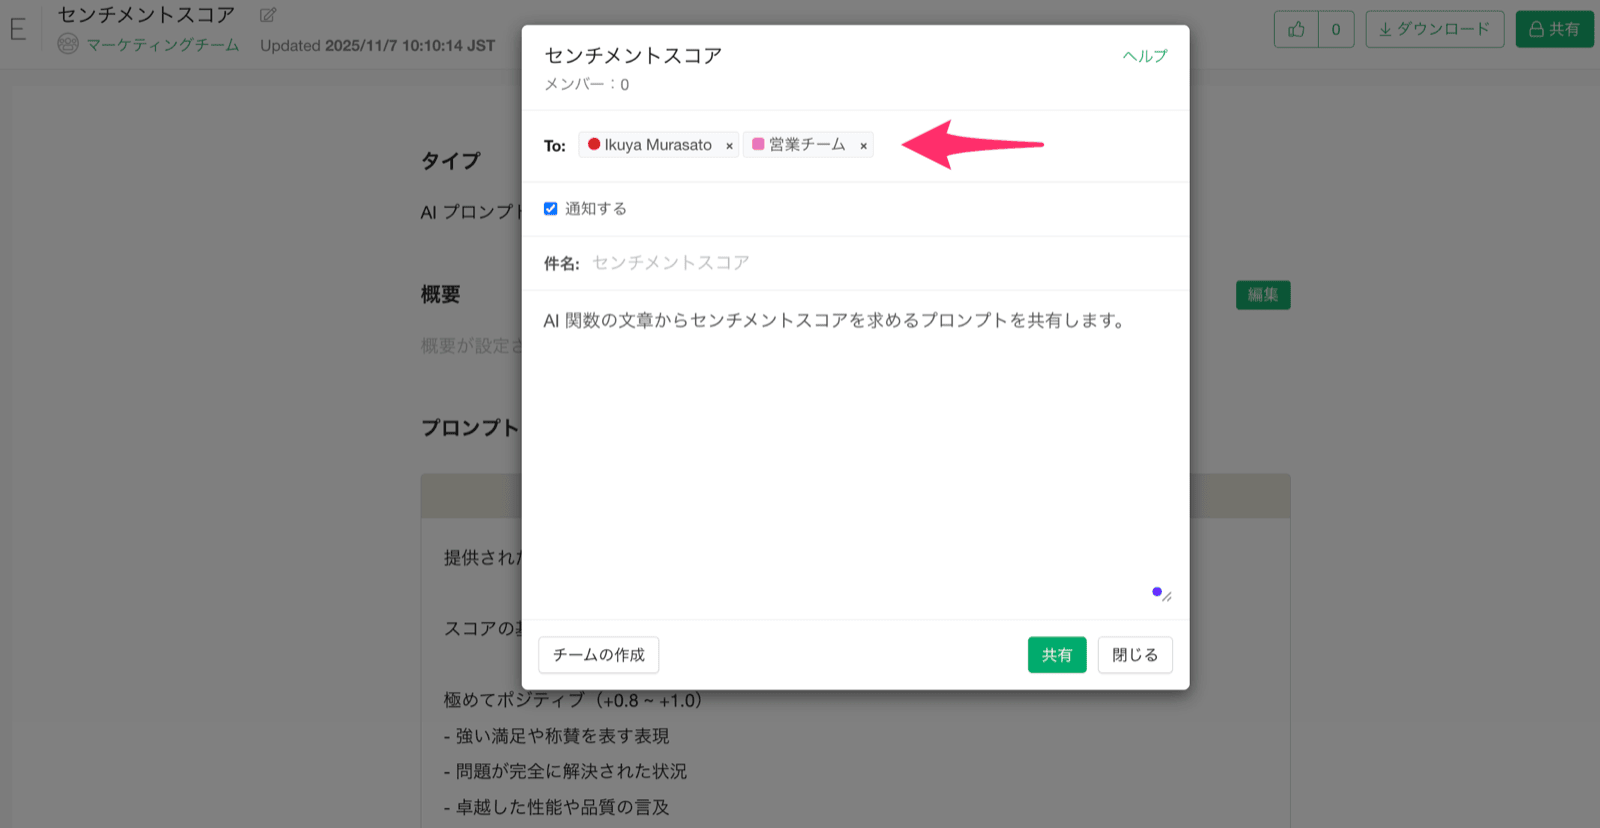 E
センチメントスコア
マーケティングチーム Updated 2025/11/7 10:10:14 JST
0
ダウンロード
共有
センチメントスコア
ヘルプ
メンバー：0
To: Ikuya Murasato × 営業チーム ×
通知する
件名: センチメントスコア
AI 関数の文章からセンチメントスコアを求めるプロンプトを共有します。
チームの作成
共有
閉じる
タイプ
AI プロンプト
概要
編集
概要が設定さ
プロンプト
提供された
スコアの基
極めてポジティブ（+0.8 ~ +1.0）
- 強い満足や称賛を表す表現
- 問題が完全に解決された状況
- 卓越した性能や品質の言及